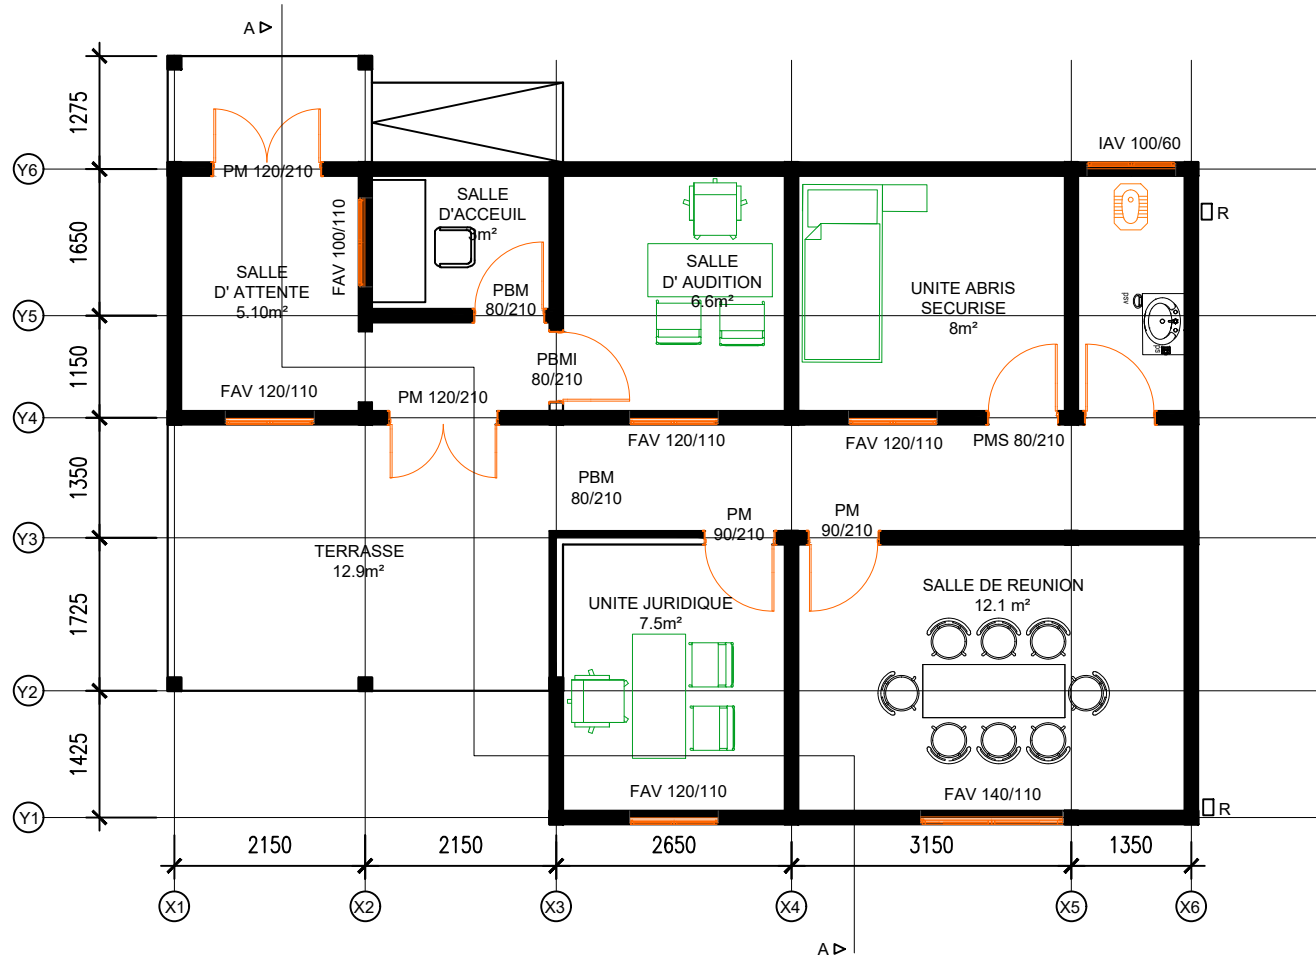 A
1275
IAV 100/60
Y6
PM 120/210
R
1650
SALLE
D'ACCEUIL
3m²
FAV 100/110
SALLE
D' ATTENTE
5.10m²
SALLE
D' AUDITION
6.6m²
UNITE ABRIS
SECURISE
8m²
PBM
80/210
psv
Y5
1150
PBMI
80/210
ps
FAV 120/110
PM 120/210
Y4
FAV 120/110
FAV 120/110
PMS 80/210
1350
PBM
80/210
PM
90/210
PM
90/210
Y3
TERRASSE
12.9m²
1725
UNITE JURIDIQUE
7.5m²
SALLE DE REUNION
12.1 m²
Y2
1425
FAV 120/110
FAV 140/110
R
Y1
2150
2150
2650
3150
1350
X1
X2
X3
X4
X5
X6
A